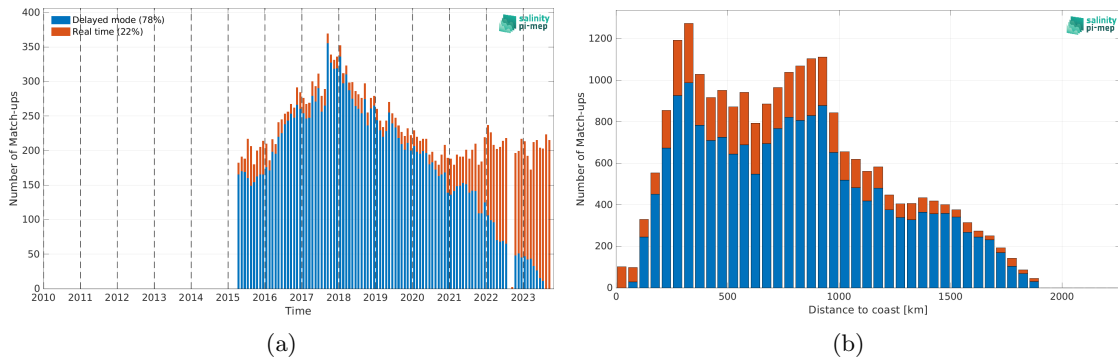 Delayed mode (78%)
Real time (22%)
salinity
pi-mep
400
350
300
250
200
150
100
50
0
Number of Match-ups
2010 2011 2012 2013 2014 2015 2016 2017 2018 2019 2020 2021 2022 2023
Time
(a)
salinity
pi-mep
1200
1000
800
600
400
200
0
Number of Match-ups
0 500 1000 1500 2000
Distance to coast [km]
(b)